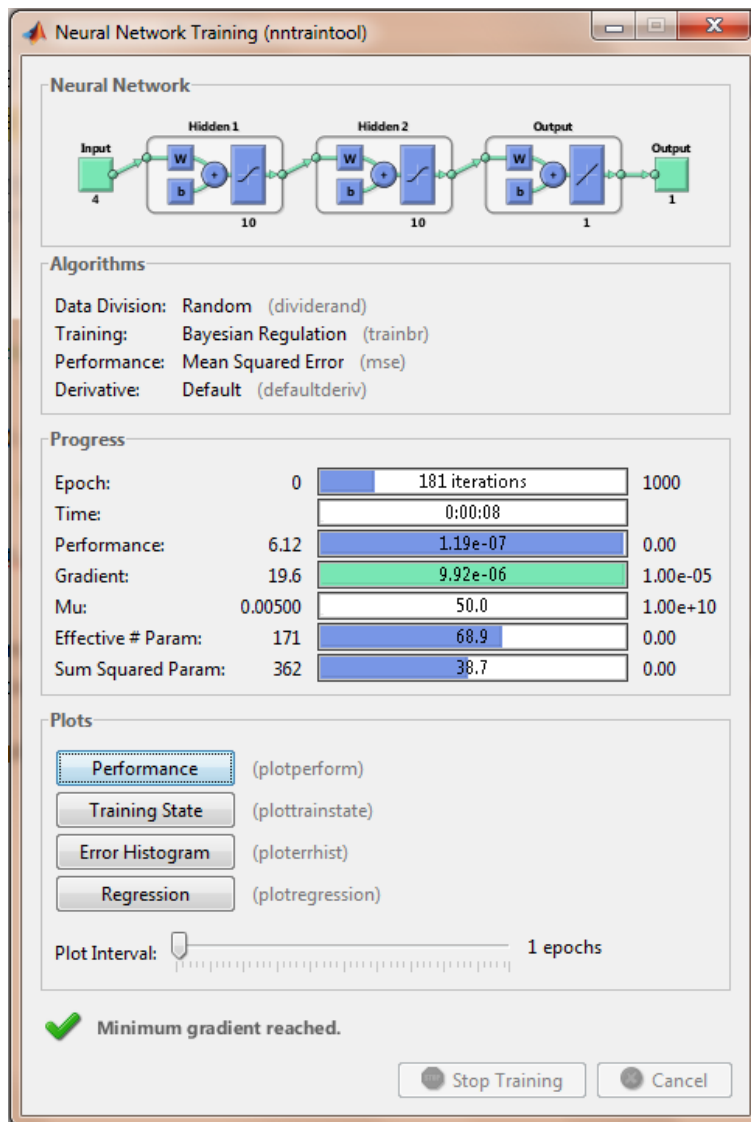 Neural Network Training (nntraintool)
Neural Network
Hidden 1 Hidden 2 Output
Input Output
W W W
+ + +
b b b
4 1
10 10 1
Algorithms
Data Division: Random (dividerand)
Training: Bayesian Regulation (trainbr)
Performance: Mean Squared Error (mse)
Derivative: Default (defaultderiv)
Progress
Epoch: 0 181 iterations 1000
Time: 0:00:08
Performance: 6.12 1.19e-07 0.00
Gradient: 19.6 9.92e-06 1.00e-05
Mu: 0.00500 50.0 1.00e+10
Effective # Param: 171 68.9 0.00
Sum Squared Param: 362 38.7 0.00
Plots
Performance (plotperform)
Training State (plottrainstate)
Error Histogram (ploterrhist)
Regression (plotregression)
Plot Interval: 1 epochs
Minimum gradient reached.
Stop Training Cancel